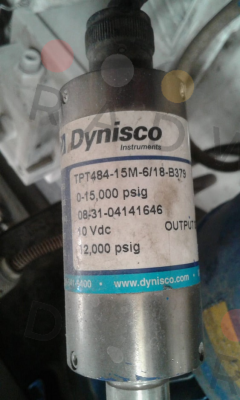 Dynisco
Instruments
TPT484-15M-6/18-B379
0-15,000 psig
08-31-04141646
10 Vdc OUTPUT
12,000 psig
www.dynisco.com